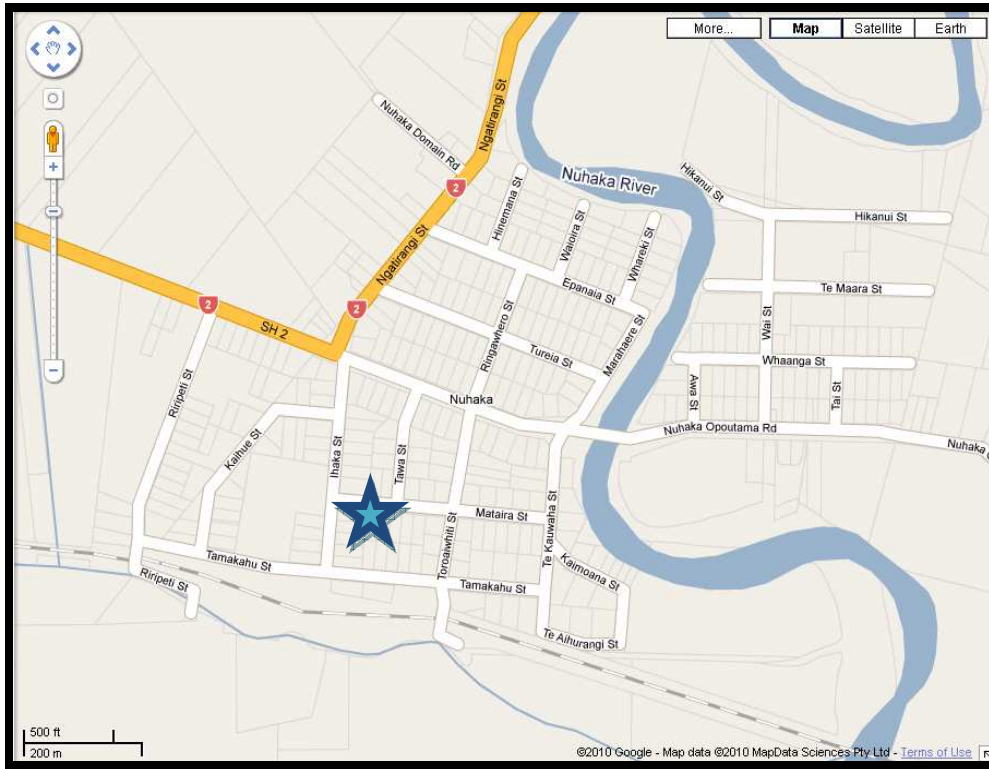 More...
Map
Satellite
Earth
Ngatirangi St
Nuhaka Domain Rd
Nuhaka River
Hikanui St
Hikanui St
2
Hinemana St
Waioira St
Whareki St
Ngatirangi St
Epanaia St
Te Maara St
2
2
SH 2
Ringawhero St
Marahaere St
Wai St
Tureia St
Whaanga St
Riripeti St
Nuhaka
Awa St
Tai St
Nuhaka Opoutama Rd
Nuhaka
Kaihue St
Ihaka St
Tawa St
Mataira St
Te Kauwaha St
Toroaiwhiti St
Tamakahu St
Kaimoana St
Riripeti St
Tamakahu St
Te Aihurangi St
500 ft
200 m
©2010 Google - Map data ©2010 MapData Sciences Pty Ltd - Terms of Use